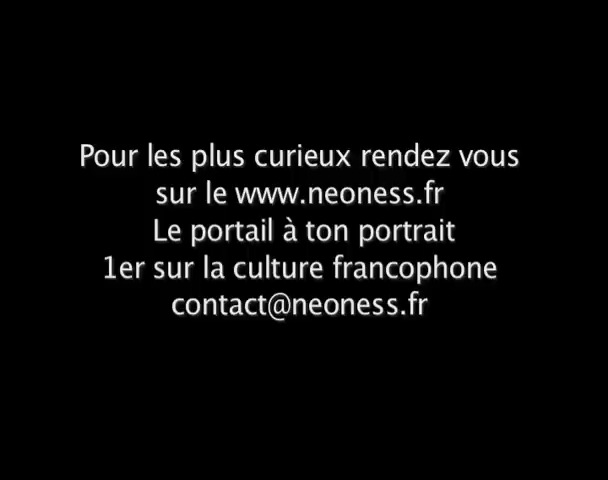 Pour les plus curieux rendez vous
sur le www.neoness.fr
Le portail à ton portrait
1er sur la culture francophone
contact@neoness.fr